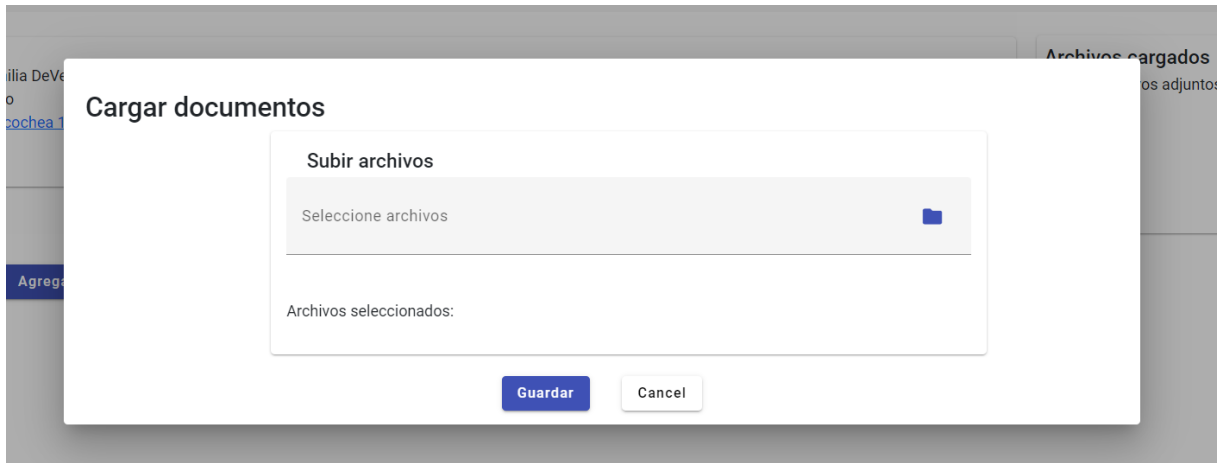 Archivos cargados
ilia DeVe
os adjuntos
o
cochea 1
Cargar documentos
Subir archivos
Seleccione archivos
Agrega
Archivos seleccionados:
Guardar
Cancel